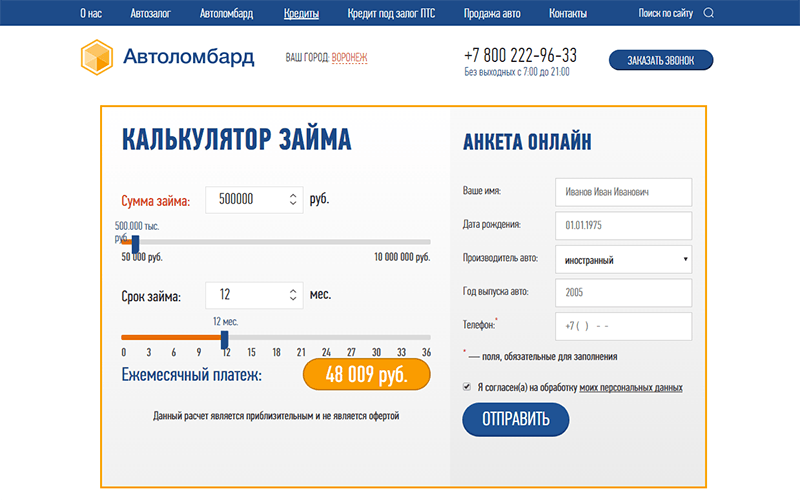 О нас Автозалог Автоломбард Кредиты Кредит под залог ПТС Продажа авто Контакты Поиск по сайту
Автоломбард
ВАШ ГОРОД: ВОРОНЕЖ
+7 800 222-96-33
Без выходных с 7:00 до 21:00
ЗАКАЗАТЬ ЗВОНОК
КАЛЬКУЛЯТОР ЗАЙМА
Сумма займа: 500000 руб.
500.000 тыс.
руб.
50 000 руб. 10 000 000 руб.
Срок займа: 12 мес.
12 мес.
0 3 6 9 12 15 18 21 24 27 30 33 36
Ежемесячный платеж: 48 009 руб.
Данный расчет является приблизительным и не является офертой
АНКЕТА ОНЛАЙН
Ваше имя: Иванов Иван Иванович
Дата рождения: 01.01.1975
Производитель авто: иностранный
Год выпуска авто: 2005
Телефон:* +7 ( ) - -
* — поля, обязательные для заполнения
Я согласен(а) на обработку моих персональных данных
ОТПРАВИТЬ